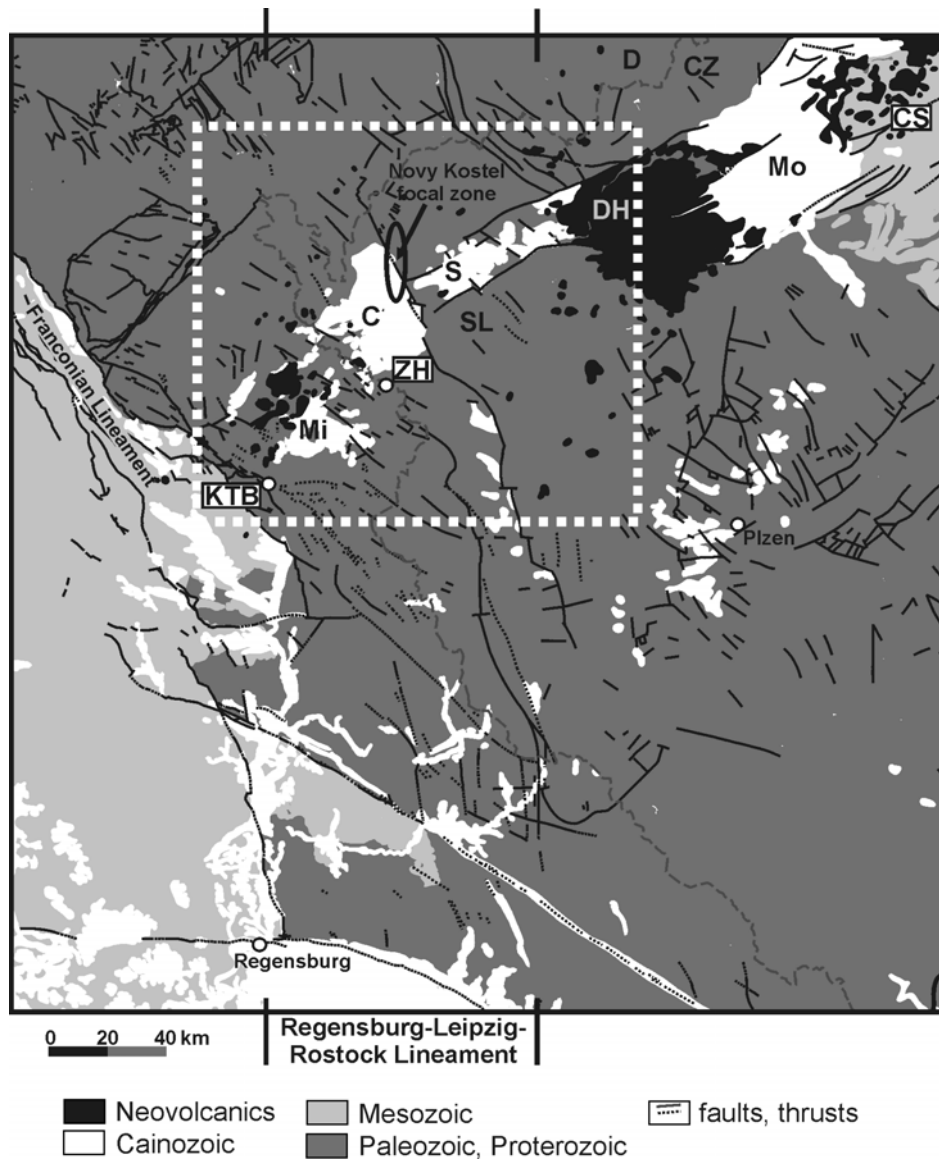 D
CZ
CS
Novy Kostel
focal zone
Mo
DH
S
C
SL
Franconian Lineament
ZH
Mi
KTB
Plzen
Regensburg
0 20 40 km
Regensburg-Leipzig-
Rostock Lineament
Neovolcanics
Mesozoic
faults, thrusts
Cainozoic
Paleozoic, Proterozoic